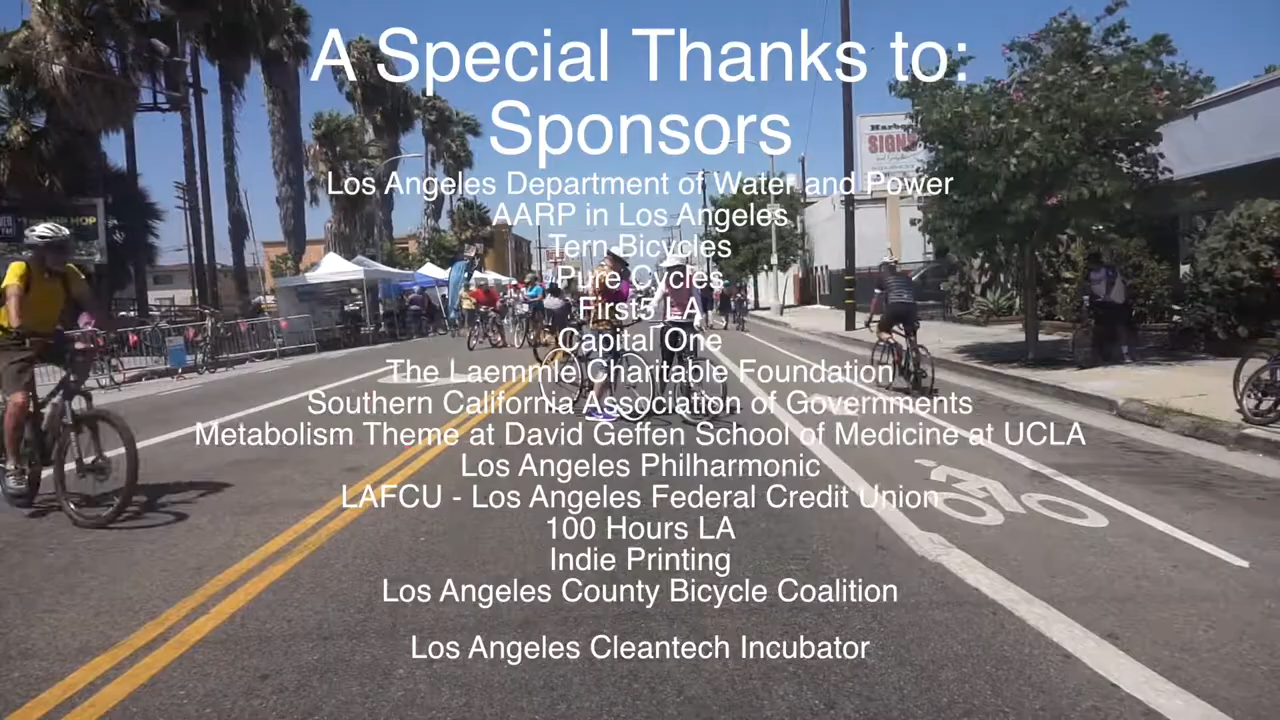 A Special Thanks to:
Sponsors
Los Angeles Department of Water and Power
AARP in Los Angeles
Tern Bicycles
Pure Cycles
First5 LA
Capital One
The Laemmle Charitable Foundation
Southern California Association of Governments
Metabolism Theme at David Geffen School of Medicine at UCLA
Los Angeles Philharmonic
LAFCU - Los Angeles Federal Credit Union
100 Hours LA
Indie Printing
Los Angeles County Bicycle Coalition
Los Angeles Cleantech Incubator
SIGNS
HIP HOP